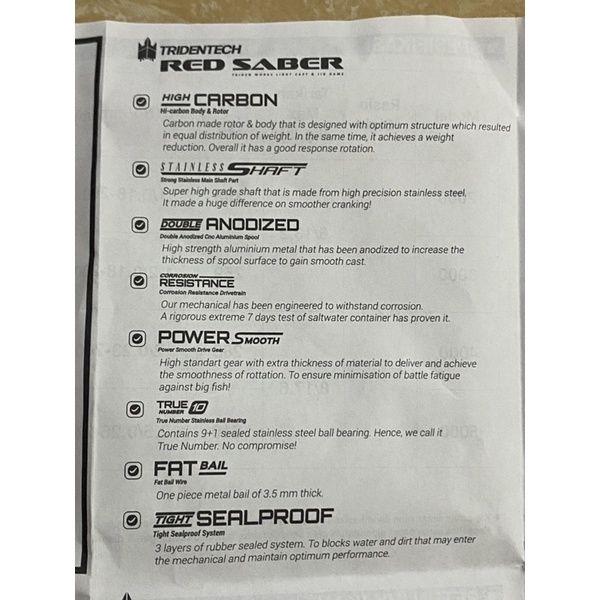 TRIDENTECH
RED SABER
TRIDEN WORKS LIGHT CAST & JIG GAME
HIGH CARBON
Hi-carbon Body & Rotor
Carbon made rotor & body that is designed with optimum structure which resulted
in equal distribution of weight. In the same time, it achieves a weight
reduction. Overall it has a good response rotation.
STAINLESS SHAFT
Strong Stainless Main Shaft Part
Super high grade shaft that is made from high precision stainless steel.
It made a huge difference on smoother cranking!
DOUBLE ANODIZED
Double Anodized Cnc Aluminium Spool
High strength aluminium metal that has been anodized to increase the
thickness of spool surface to gain smooth cast.
CORROSION
RESISTANCE
Corrosion Resistance Drivetrain
Our mechanical has been engineered to withstand corrosion.
A rigorous extreme 7 days test of saltwater container has proven it.
POWER SMOOTH
Power Smooth Drive Gear
High standart gear with extra thickness of material to deliver and achieve
the smoothness of rottation. To ensure minimisation of battle fatigue
against big fish!
TRUE
NUMBER 10
True Number Stainless Ball Bearing
Contains 9+1 sealed stainless steel ball bearing. Hence, we call it
True Number. No compromise!
FAT BAIL
Fat Bail Wire
One piece metal bail of 3.5 mm thick.
TIGHT SEALPROOF
Tight Sealproof System
3 layers of rubber sealed system. To blocks water and dirt that may enter
the mechanical and maintain optimum performance.